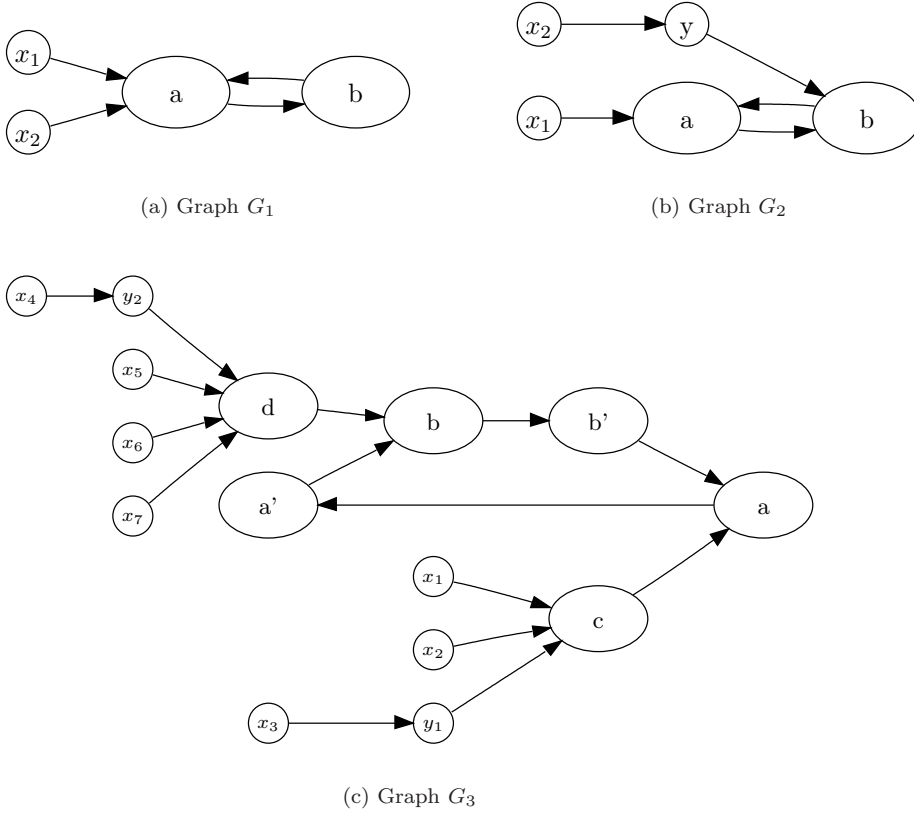 x₁
x₂
a
b
(a) Graph G₁
x₂
y
x₁
a
b
(b) Graph G₂
x₄
y₂
x₅
x₆
x₇
d
b
b'
a'
a
x₁
x₂
c
x₃
y₁
(c) Graph G₃